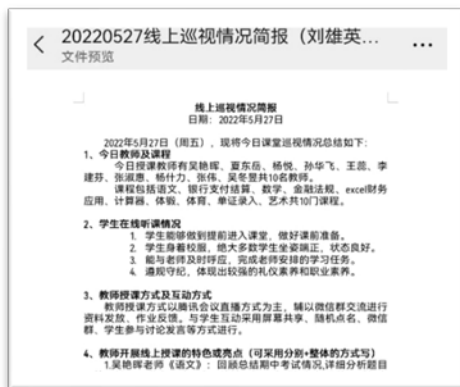 20220527线上巡视情况简报（刘雄英...
文件预览
线上巡视情况简报
日期：2022年5月27日
2022年5月27日（周五），现将今日课堂巡视情况总结如下：
1、今日教师及课程
今日授课教师有吴艳晖、夏东岳、杨悦、孙华飞、王蕊、李
建芬、张淑惠、杨什力、张伟、吴冬昱共10名教师。
课程包括语文、银行支付结算、数学、金融法规、excel财务
应用、计算器、体锻、体育、单证录入、艺术共10门课程。
2、学生在线听课情况
1. 学生能够做到提前进入课堂，做好课前准备。
2. 学生身着校服、绝大多数学生坐姿端正，状态良好。
3. 能与老师及时呼应，完成老师安排的学习任务。
4. 遵规守纪，体现出较强的礼仪素养和职业素养。
3、教师授课方式及互动方式
教师授课方式以腾讯会议直播方式为主，辅以微信群交流进行
资料发放、作业反馈。与学生互动采用屏幕共享、随机点名、微信
群、学生参与讨论发言等方式进行。
4、教师开展线上授课的特色或亮点（可采用分别+整体的方式写）
1.吴艳晖老师《语文》：回顾总结期中考试情况,详细分析题目